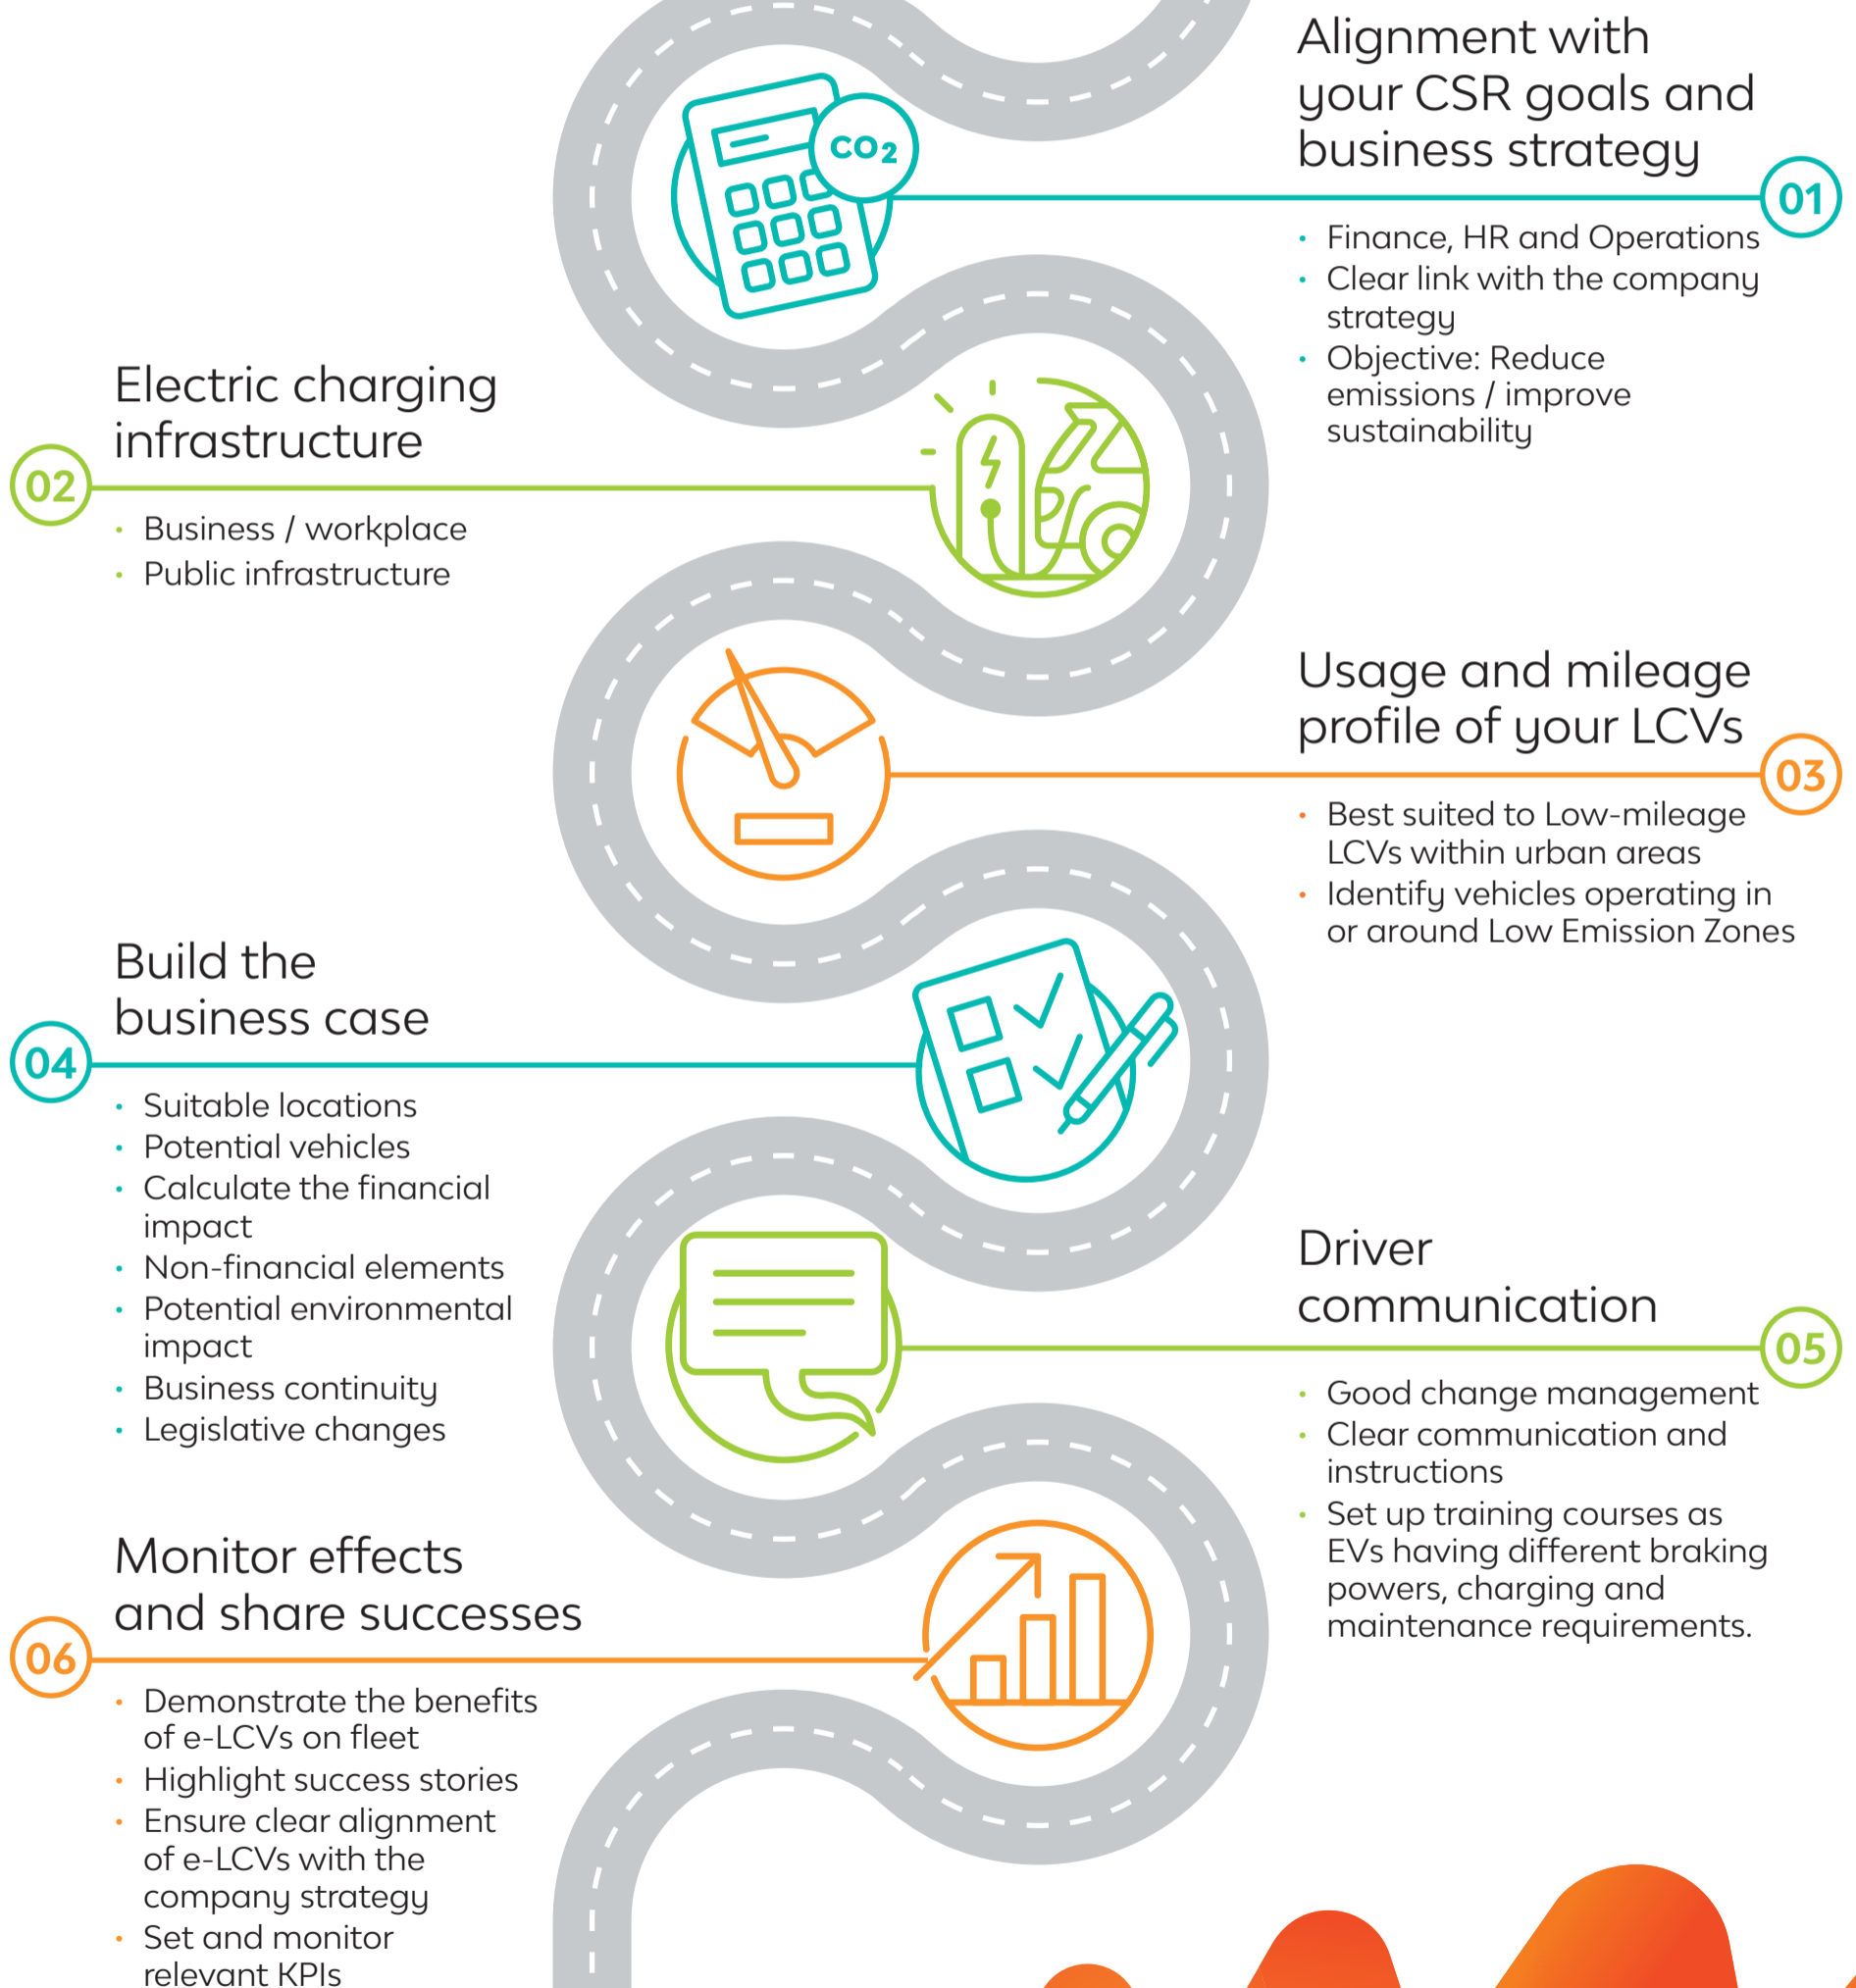 Alignment with
your CSR goals and
business strategy
01
• Finance, HR and Operations
• Clear link with the company
strategy
• Objective: Reduce
emissions / improve
sustainability
CO2
Electric charging
infrastructure
02
• Business / workplace
• Public infrastructure
Usage and mileage
profile of your LCVs
03
• Best suited to Low-mileage
LCVs within urban areas
• Identify vehicles operating in
or around Low Emission Zones
Build the
business case
04
• Suitable locations
• Potential vehicles
• Calculate the financial
impact
• Non-financial elements
• Potential environmental
impact
• Business continuity
• Legislative changes
Driver
communication
05
• Good change management
• Clear communication and
instructions
• Set up training courses as
EVs having different braking
powers, charging and
maintenance requirements.
Monitor effects
and share successes
06
• Demonstrate the benefits
of e-LCVs on fleet
• Highlight success stories
• Ensure clear alignment
of e-LCVs with the
company strategy
• Set and monitor
relevant KPIs